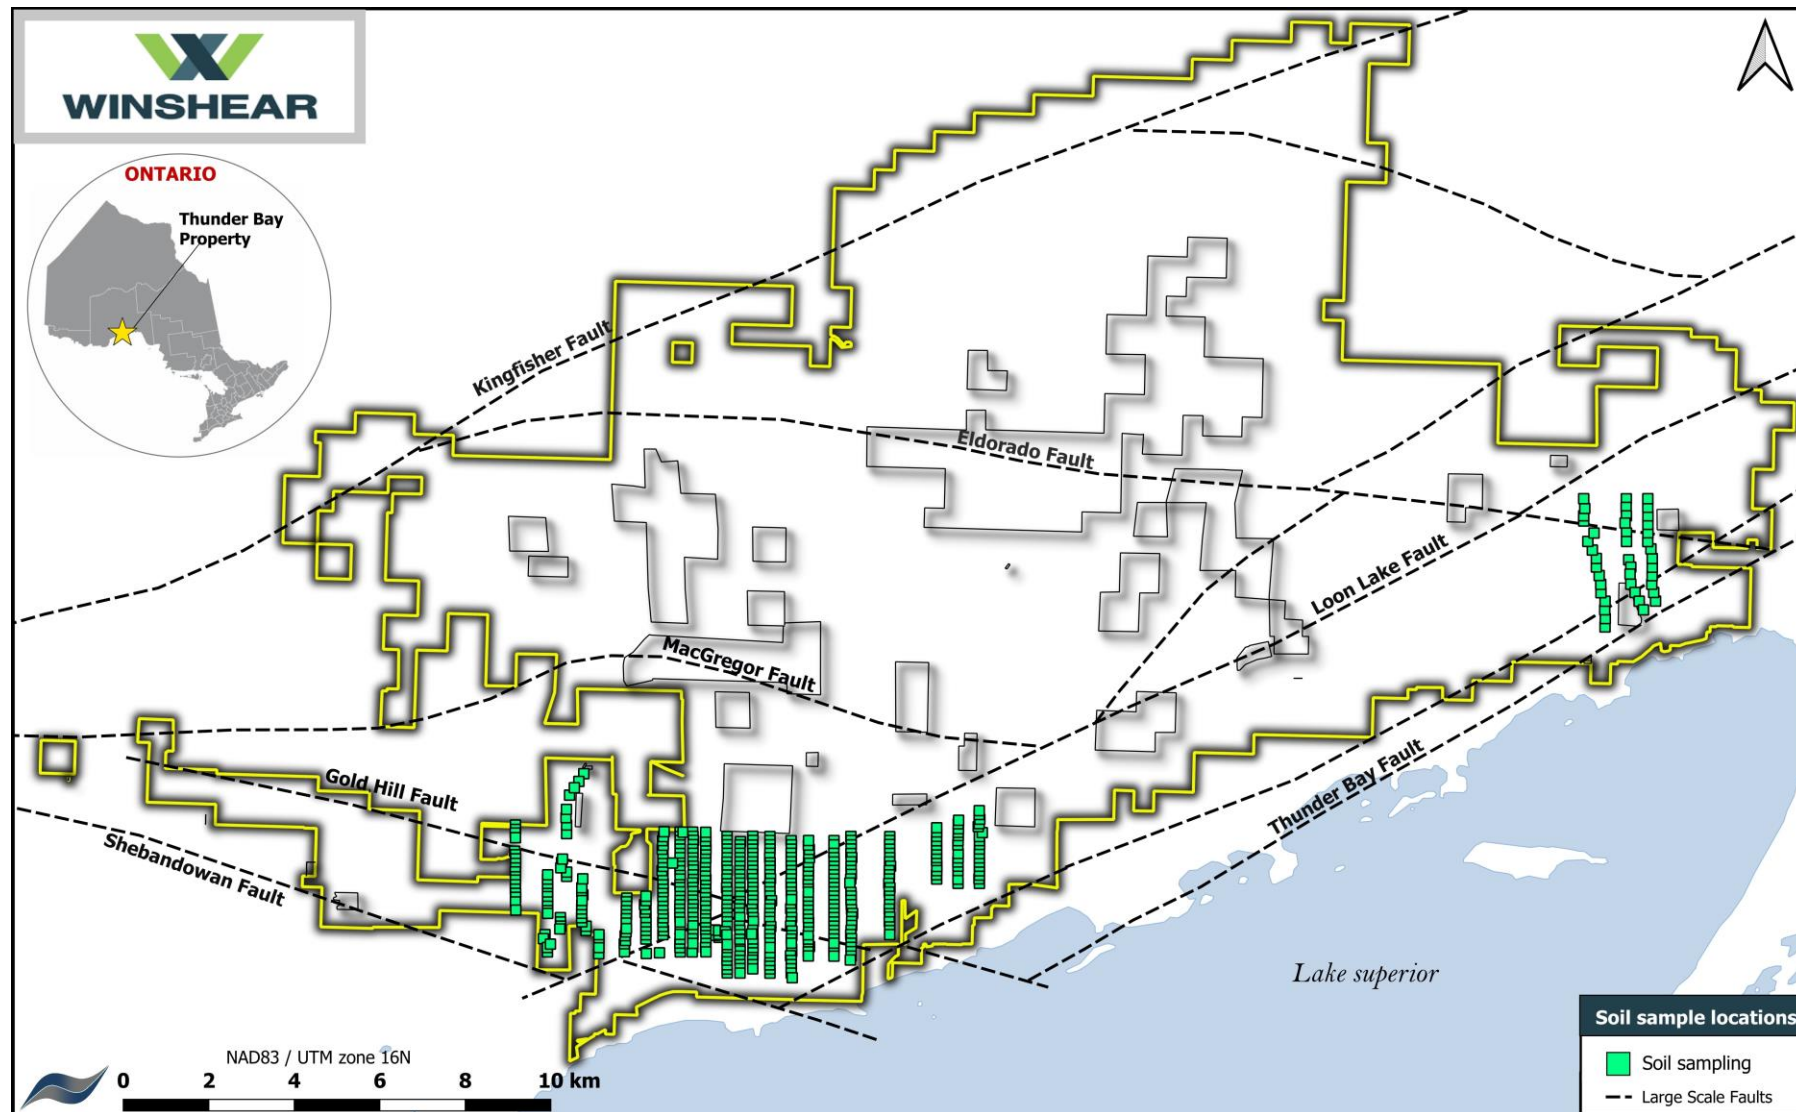 WINSHEAR
ONTARIO
Thunder Bay
Property
Kingfisher Fault
Eldorado Fault
Loon Lake Fault
MacGregor Fault
Gold Hill Fault
Shebandowan Fault
Thunder Bay Fault
Lake superior
NAD83 / UTM zone 16N
0 2 4 6 8 10 km
Soil sample locations
Soil sampling
Large Scale Faults